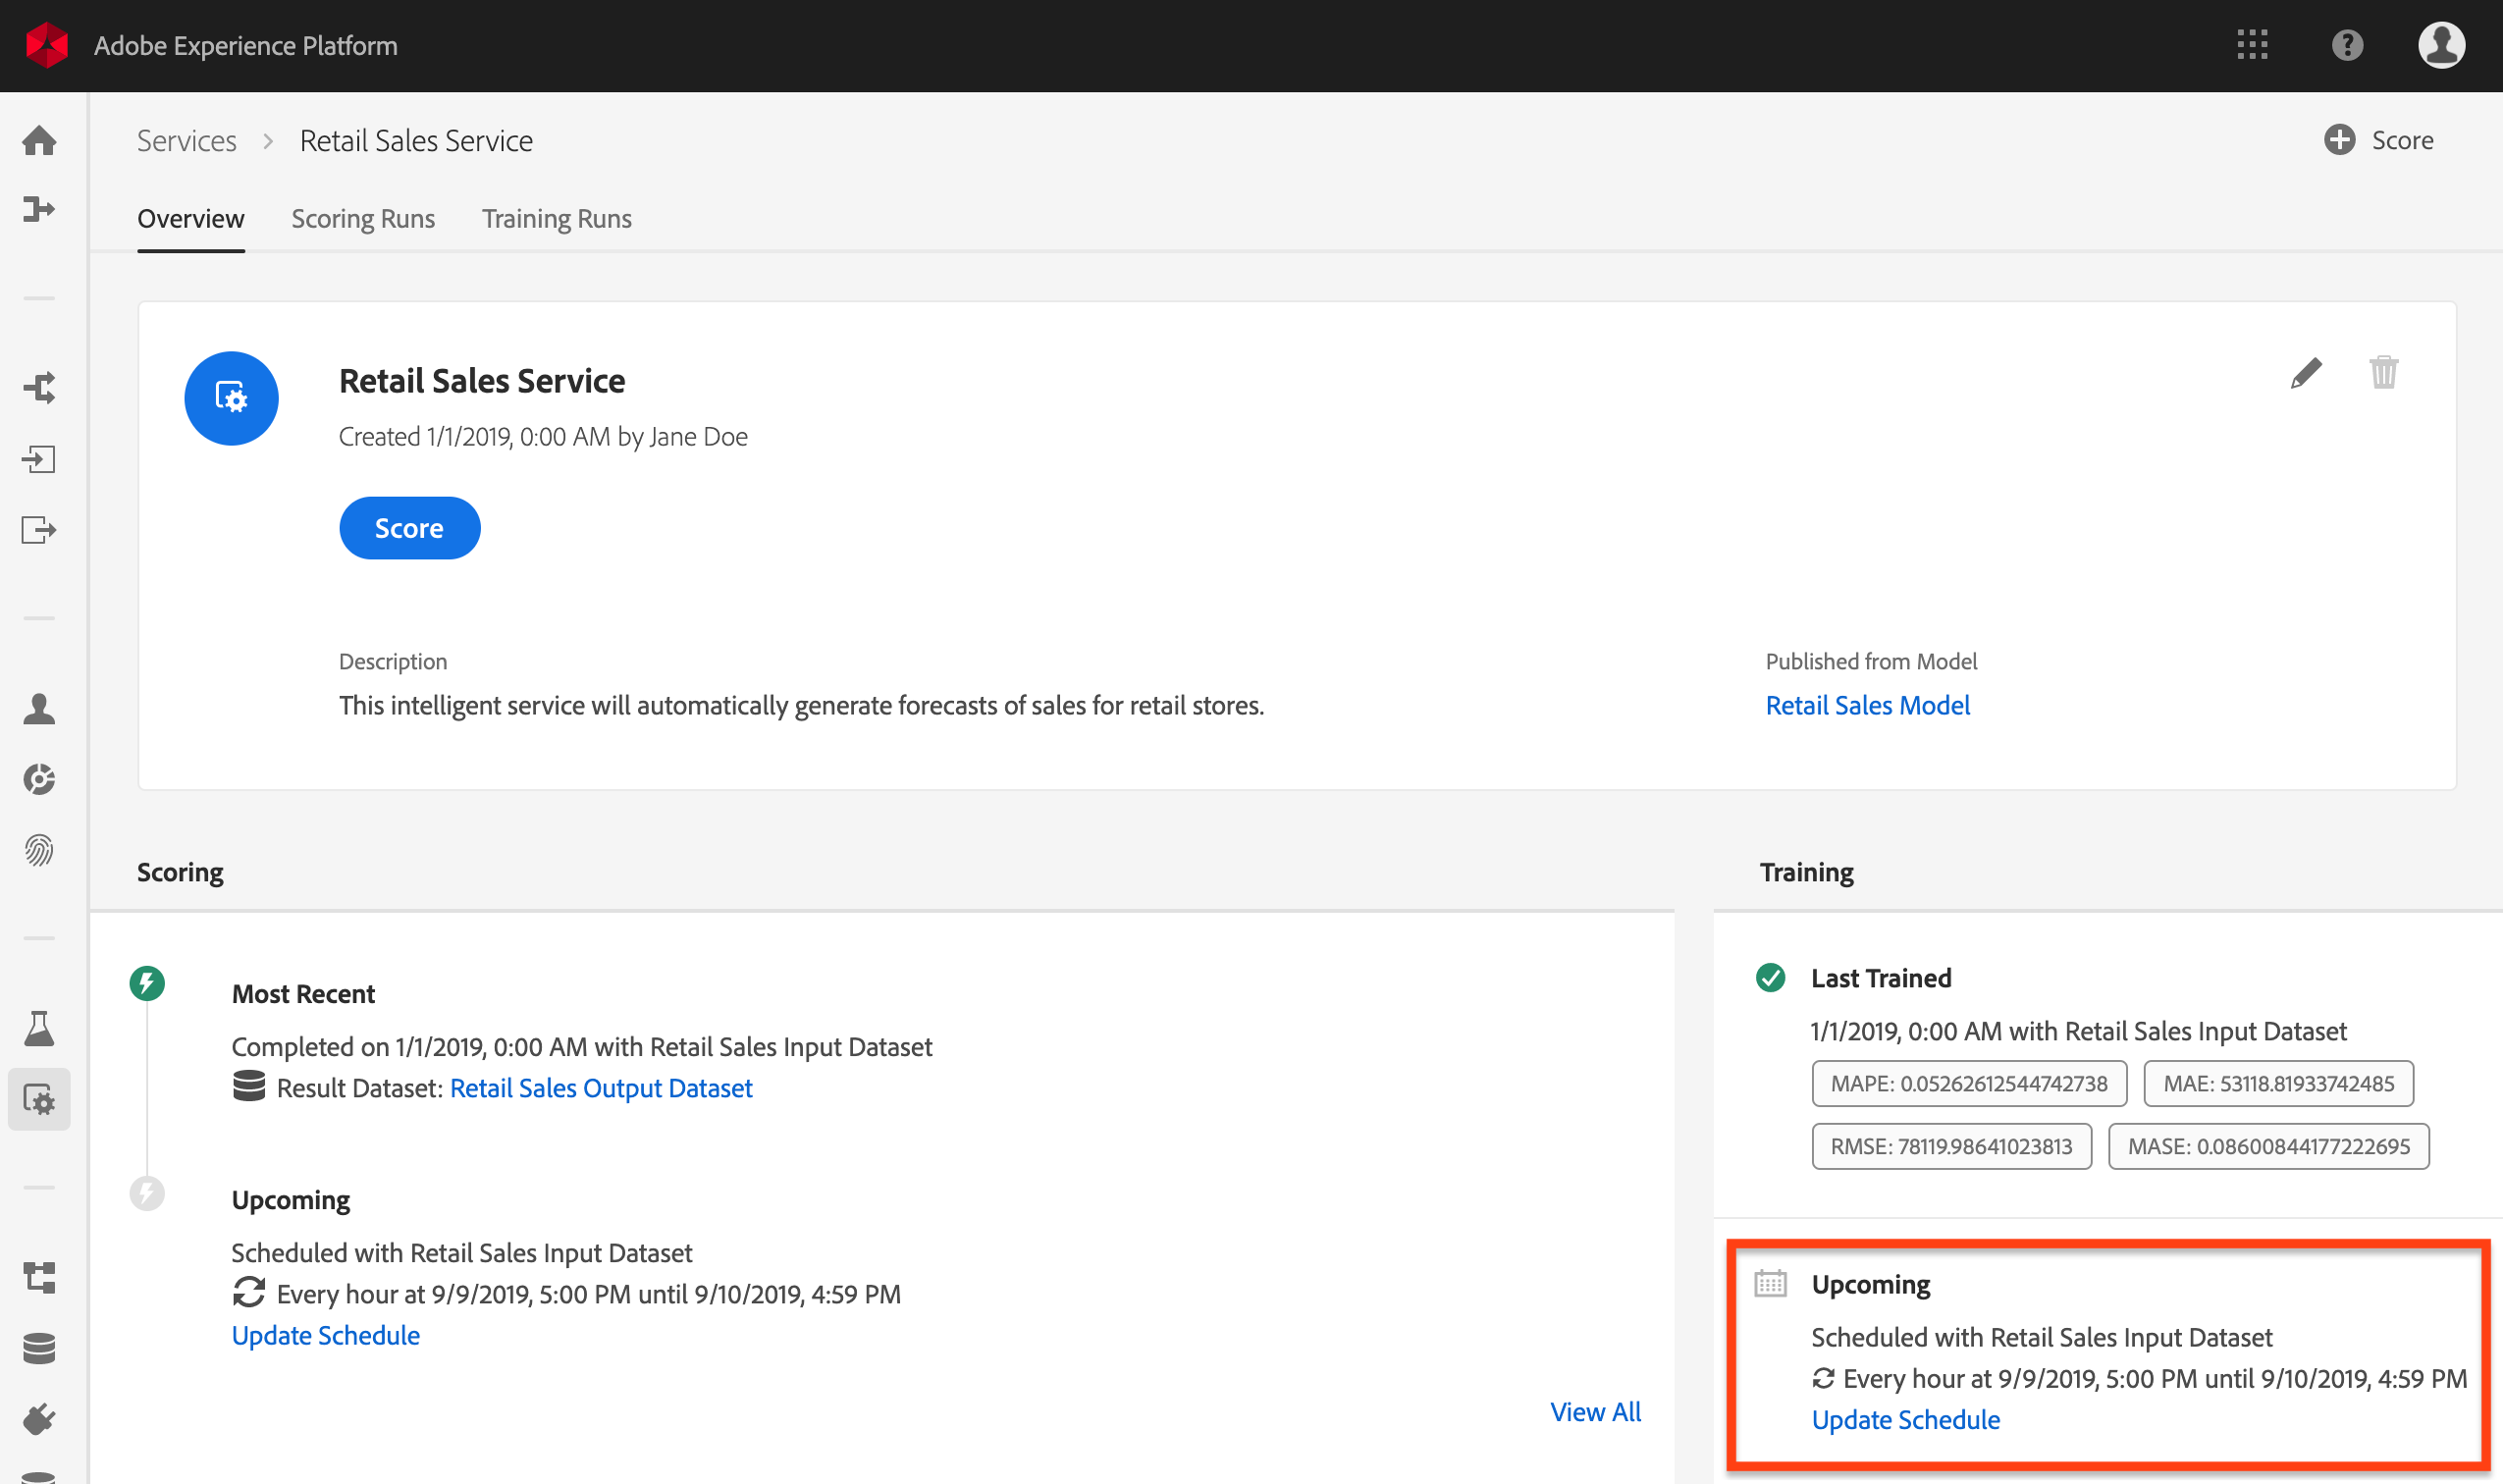 Adobe Experience Platform
?
Services > Retail Sales Service
Score
Overview Scoring Runs Training Runs
Retail Sales Service
Created 1/1/2019, 0:00 AM by Jane Doe
Score
Description
This intelligent service will automatically generate forecasts of sales for retail stores.
Published from Model
Retail Sales Model
Scoring
Most Recent
Completed on 1/1/2019, 0:00 AM with Retail Sales Input Dataset
Result Dataset: Retail Sales Output Dataset
Upcoming
Scheduled with Retail Sales Input Dataset
Every hour at 9/9/2019, 5:00 PM until 9/10/2019, 4:59 PM
Update Schedule
View All
Training
Last Trained
1/1/2019, 0:00 AM with Retail Sales Input Dataset
MAPE: 0.05262612544742738 MAE: 53118.81933742485
RMSE: 78119.98641023813 MASE: 0.08600844177222695
Upcoming
Scheduled with Retail Sales Input Dataset
Every hour at 9/9/2019, 5:00 PM until 9/10/2019, 4:59 PM
Update Schedule